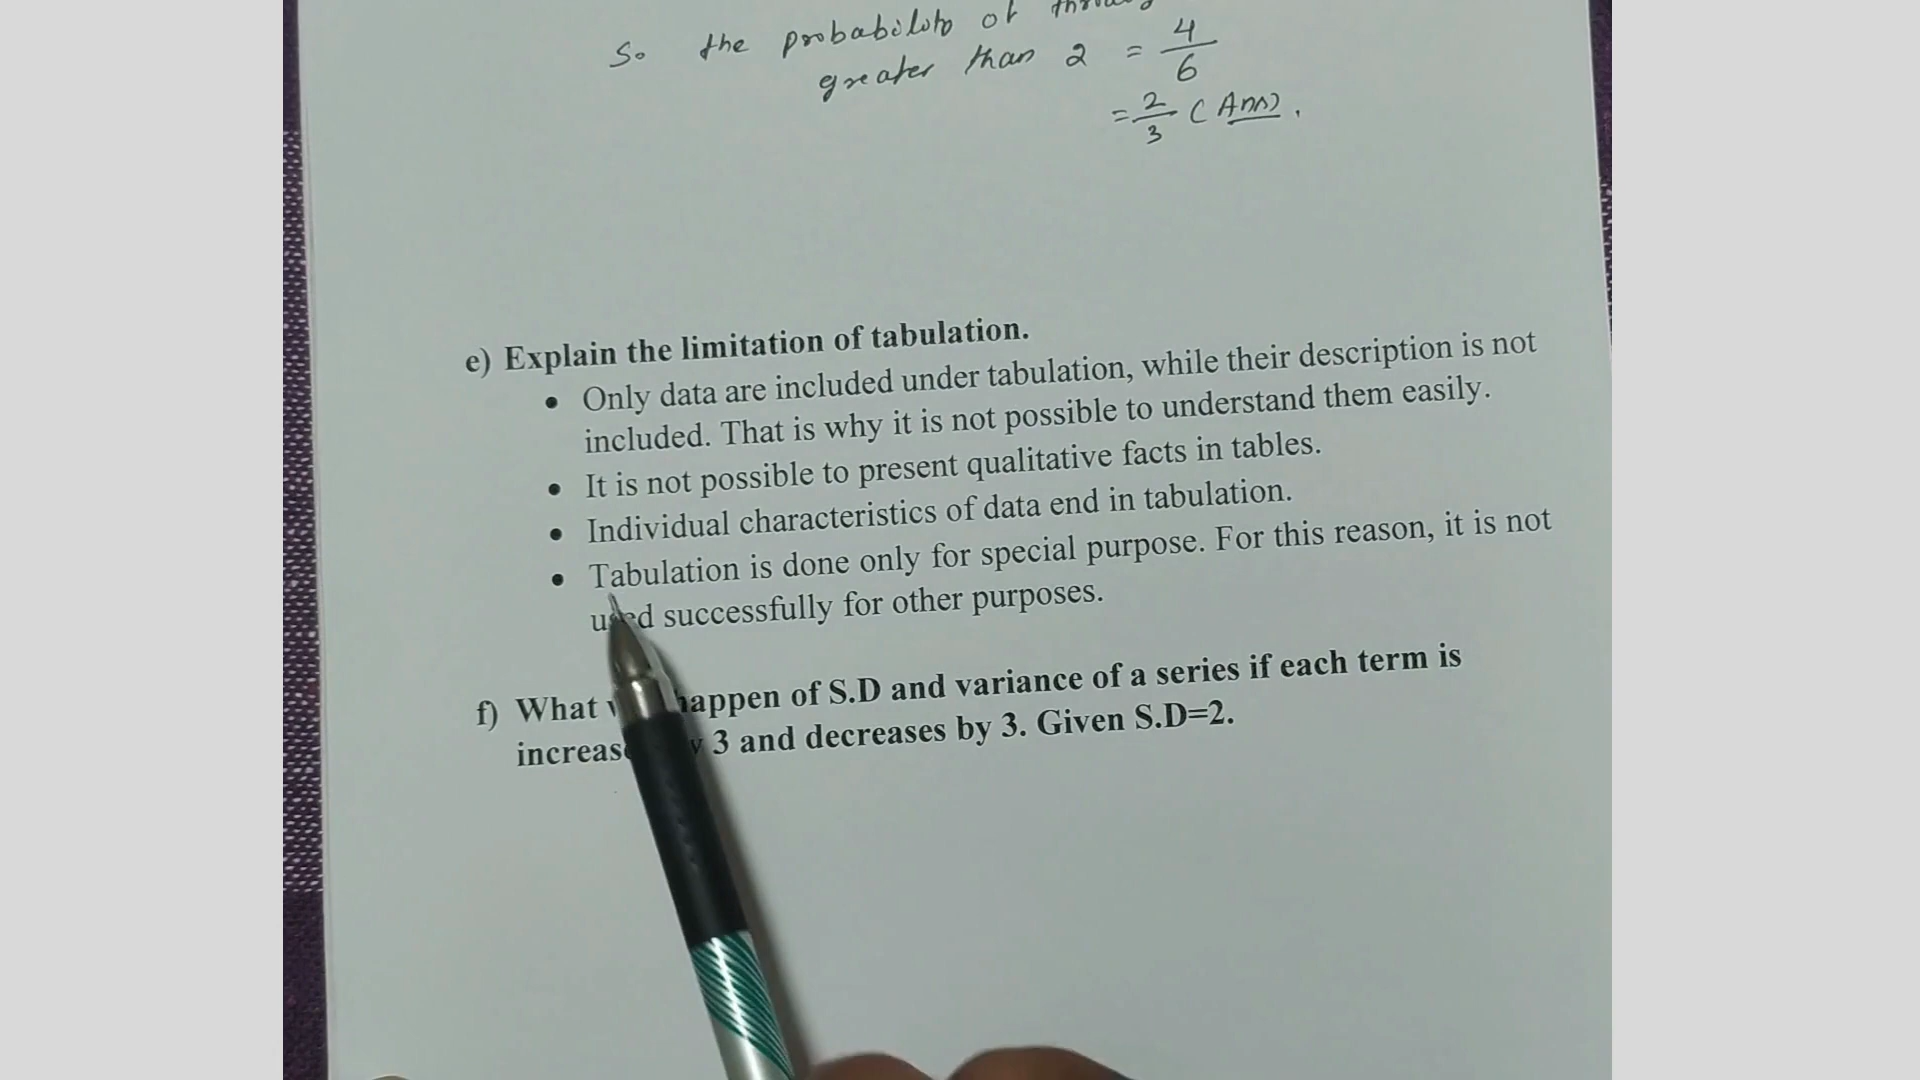 So the probability of
greater than 2 = 4/6
= 2/3 (Ans).
e) Explain the limitation of tabulation.
• Only data are included under tabulation, while their description is not
included. That is why it is not possible to understand them easily.
• It is not possible to present qualitative facts in tables.
• Individual characteristics of data end in tabulation.
• Tabulation is done only for special purpose. For this reason, it is not
used successfully for other purposes.
f) What happen of S.D and variance of a series if each term is
3 and decreases by 3. Given S.D=2.